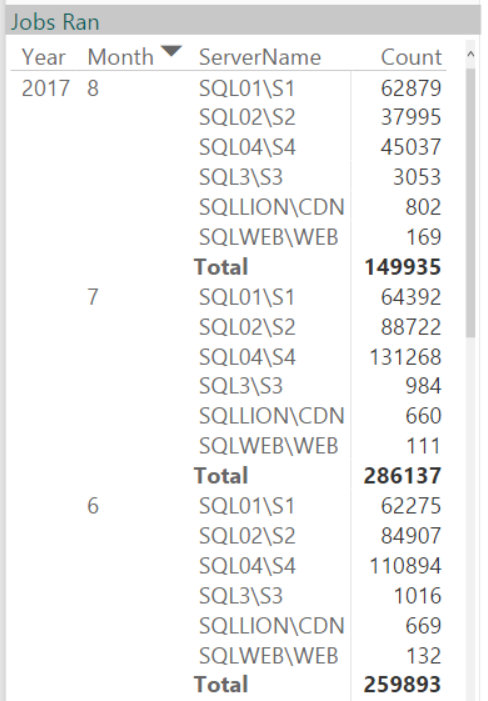 Jobs Ran
Year Month ServerName Count
2017 8 SQL01\S1 62879
SQL02\S2 37995
SQL04\S4 45037
SQL3\S3 3053
SQLLION\CDN 802
SQLWEB\WEB 169
Total 149935
7 SQL01\S1 64392
SQL02\S2 88722
SQL04\S4 131268
SQL3\S3 984
SQLLION\CDN 660
SQLWEB\WEB 111
Total 286137
6 SQL01\S1 62275
SQL02\S2 84907
SQL04\S4 110894
SQL3\S3 1016
SQLLION\CDN 669
SQLWEB\WEB 132
Total 259893